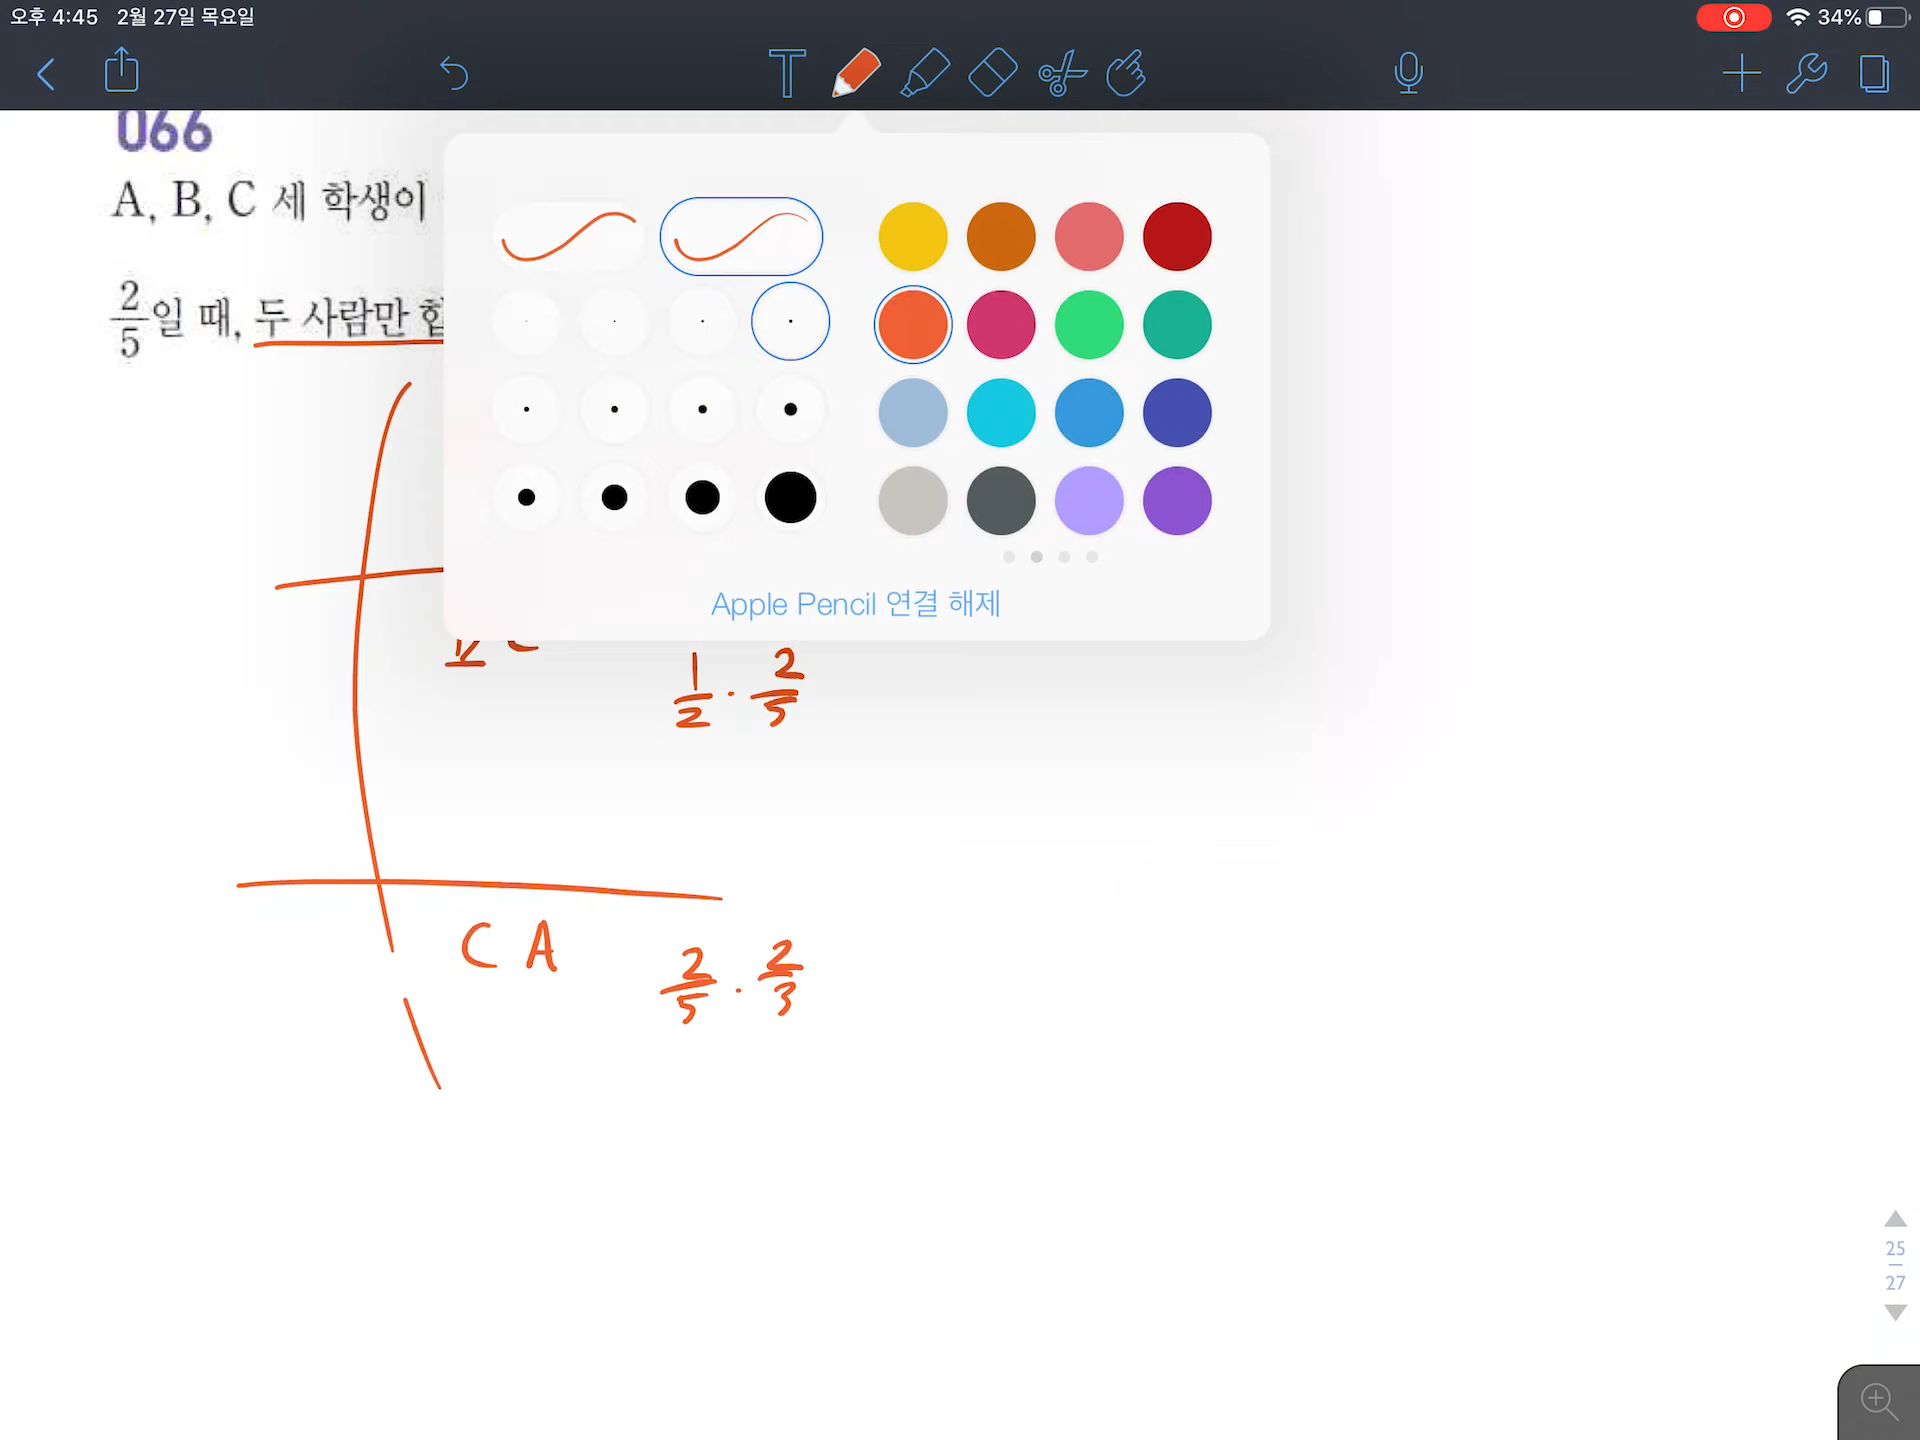 오후 4:45 2월 27일 목요일
34%
066
A, B, C 세 학생이
2/5일 때, 두 사람만 합
Apple Pencil 연결 해제
1/2 · 2/5
C A
2/5 · 2/3
25
27